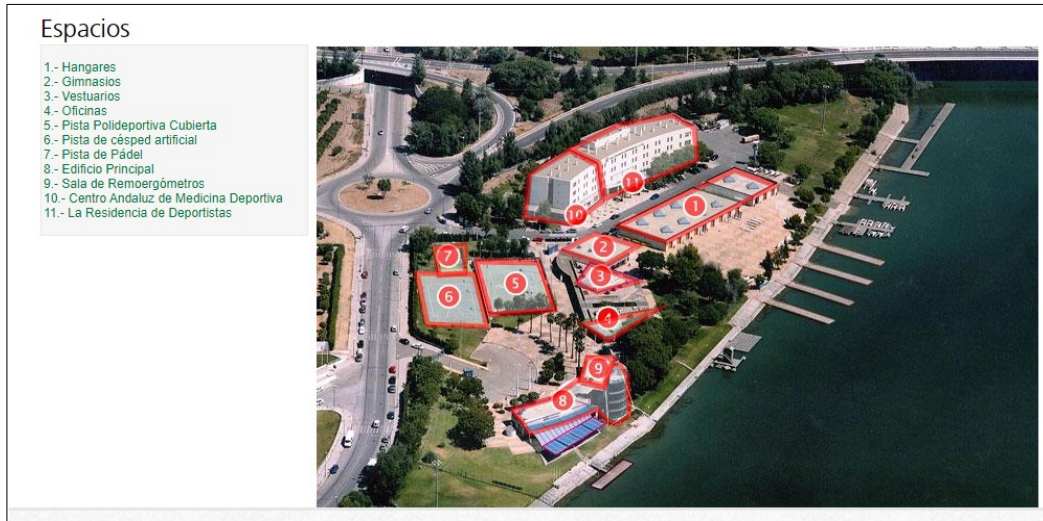 Espacios
1.- Hangares
2.- Gimnasios
3.- Vestuarios
4.- Oficinas
5.- Pista Polideportiva Cubierta
6.- Pista de césped artificial
7.- Pista de Pádel
8.- Edificio Principal
9.- Sala de Remoergómetros
10.- Centro Andaluz de Medicina Deportiva
11.- La Residencia de Deportistas
11
10
1
2
7
3
5
6
4
9
8